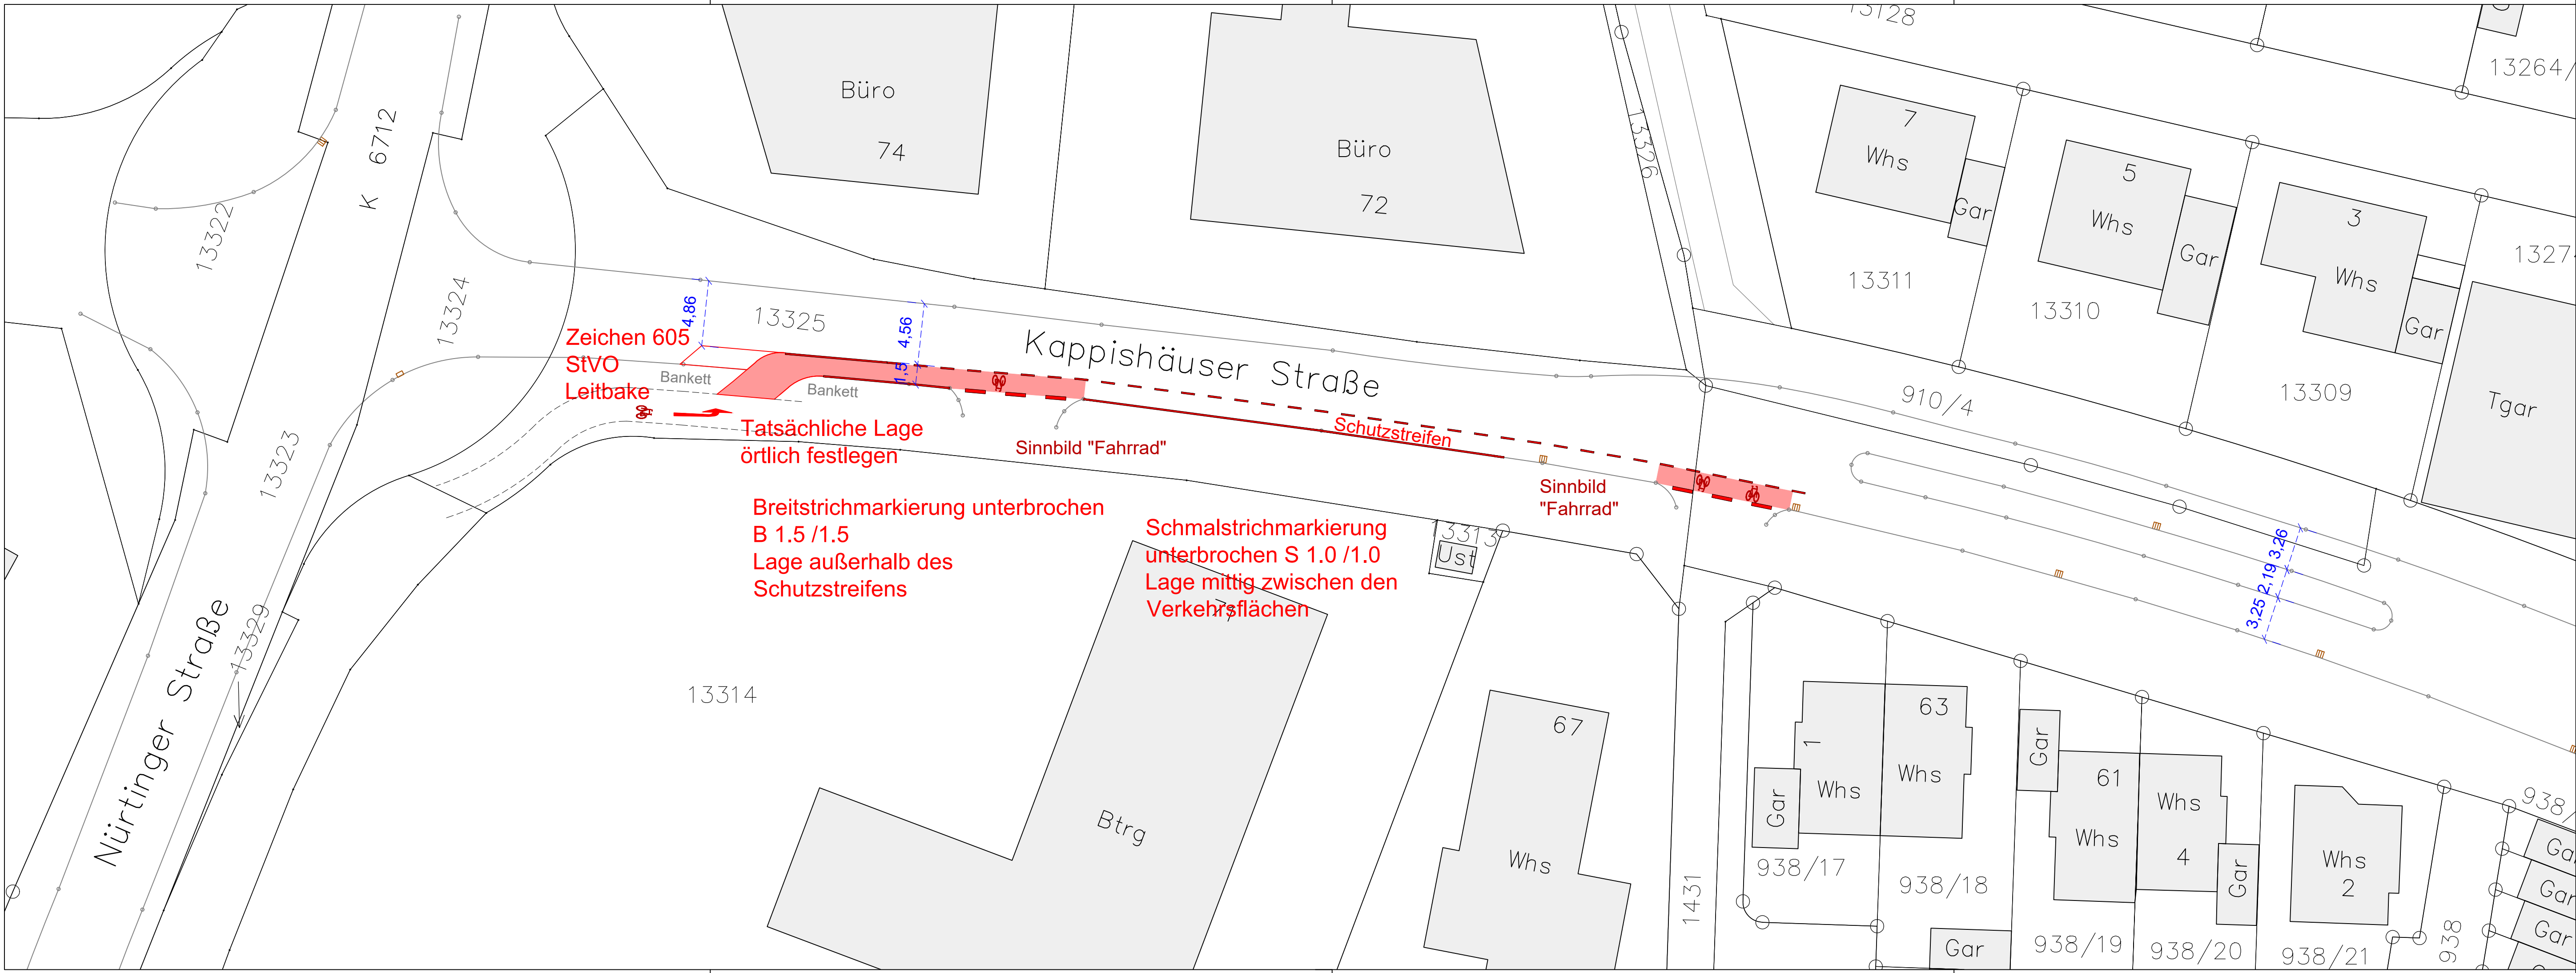 13128
13264/
Büro
74
Büro
72
13326
7
Whs
Gar
5
Whs
Gar
3
Whs
Gar
1327
13311
13310
13309
Tgar
K 6712
13322
13324
13323
13329
Nürtinger Straße
4,86
13325
4,56
1,5
Kappishäuser Straße
910/4
Zeichen 605
StVO
Leitbake
Bankett
Bankett
Tatsächliche Lage
örtlich festlegen
Sinnbild "Fahrrad"
Schutzstreifen
Sinnbild
"Fahrrad"
Breitstrichmarkierung unterbrochen
B 1.5 /1.5
Lage außerhalb des
Schutzstreifens
Schmalstrichmarkierung
unterbrochen S 1.0 /1.0
Lage mittig zwischen den
Verkehrsflächen
13313
Ust
3,26
2,19
3,25
13314
Btrg
67
Whs
1431
1
Whs
Gar
63
Whs
Gar
61
Whs
Whs
4
Gar
Whs
2
938/17
938/18
Gar
938/19
938/20
938/21
938
938/
Gar
Gar
Gar